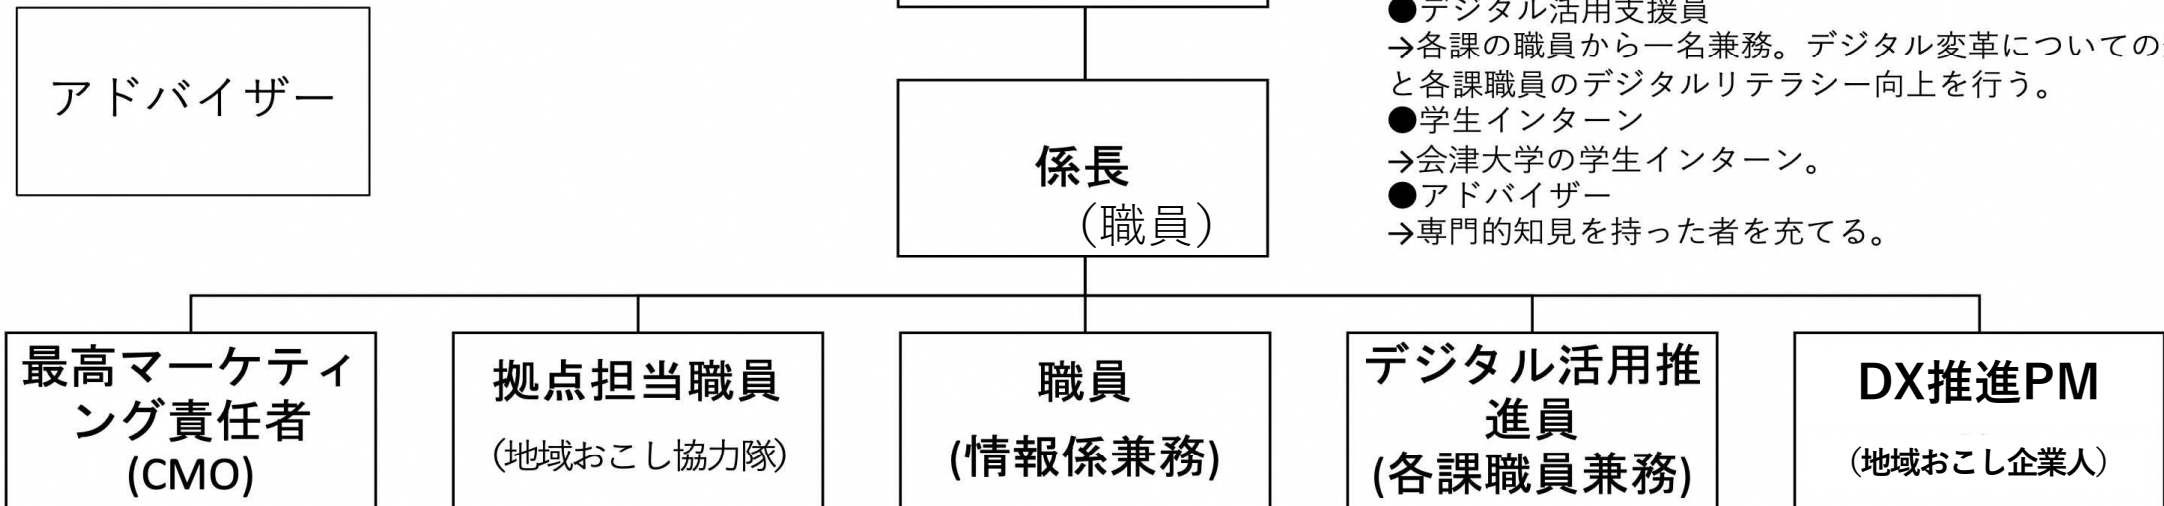 アドバイザー
係長
（職員）
●デジタル活用支援員
→各課の職員から一名兼務。デジタル変革についての
と各課職員のデジタルリテラシー向上を行う。
●学生インターン
→会津大学の学生インターン。
●アドバイザー
→専門的知見を持った者を充てる。
最高マーケティ
ング責任者
(CMO)
拠点担当職員
（地域おこし協力隊）
職員
(情報係兼務)
デジタル活用推
進員
(各課職員兼務)
DX推進PM
（地域おこし企業人）